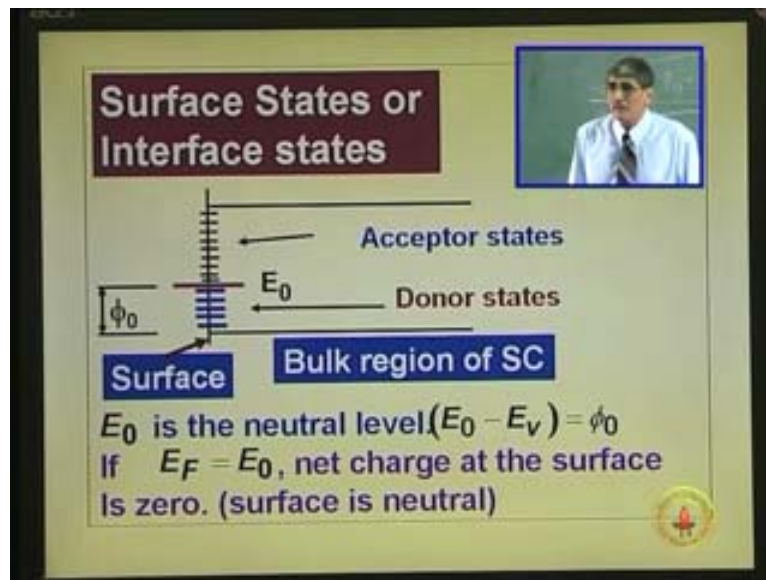 Surface States or
Interface states
Acceptor states
E₀
Donor states
ϕ₀
Surface
Bulk region of SC
E₀ is the neutral level.(E₀ – Eᵥ) = ϕ₀
If E_F = E₀, net charge at the surface
Is zero. (surface is neutral)